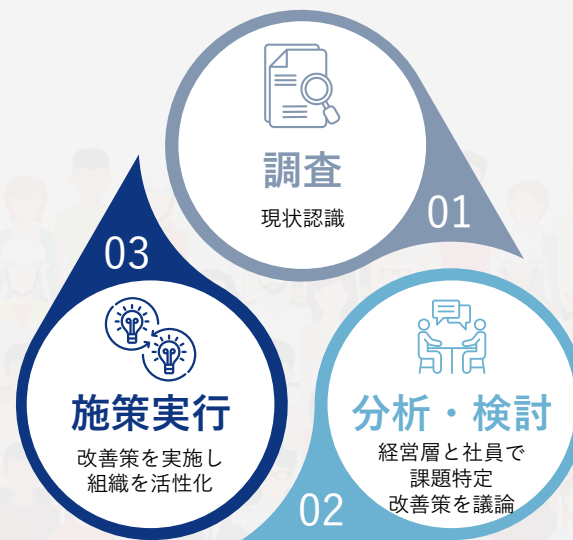 調査
現状認識
01
分析・検討
経営層と社員で
課題特定
改善策を議論
02
03
施策実行
改善策を実施し
組織を活性化